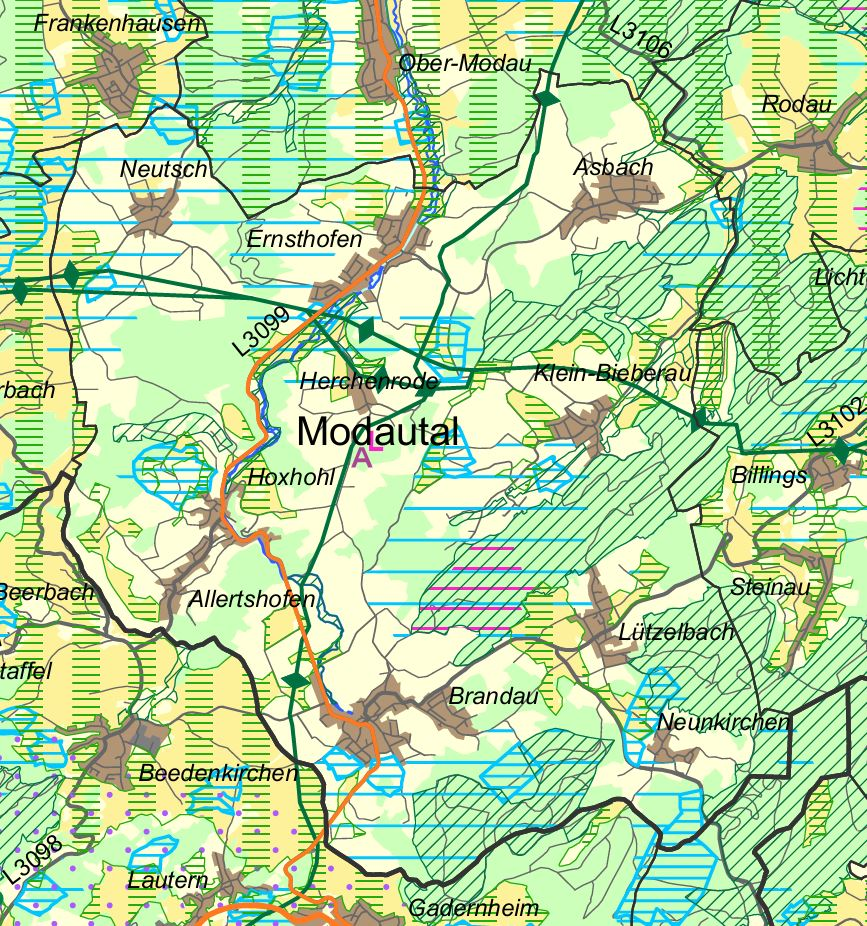 Frankenhausen
L3106
Ober-Modau
Rodau
Neutsch
Asbach
Ernsthofen
Licht
L3099
Herchenrode
Klein-Bieberau
rbach
Modautal
L3102
L
A
Hoxhohl
Billings
Steinau
Beerbach
Allertshofen
Lützelbach
taffel
Brandau
Neunkirchen
Beedenkirchen
L3098
Lautern
Gadernheim